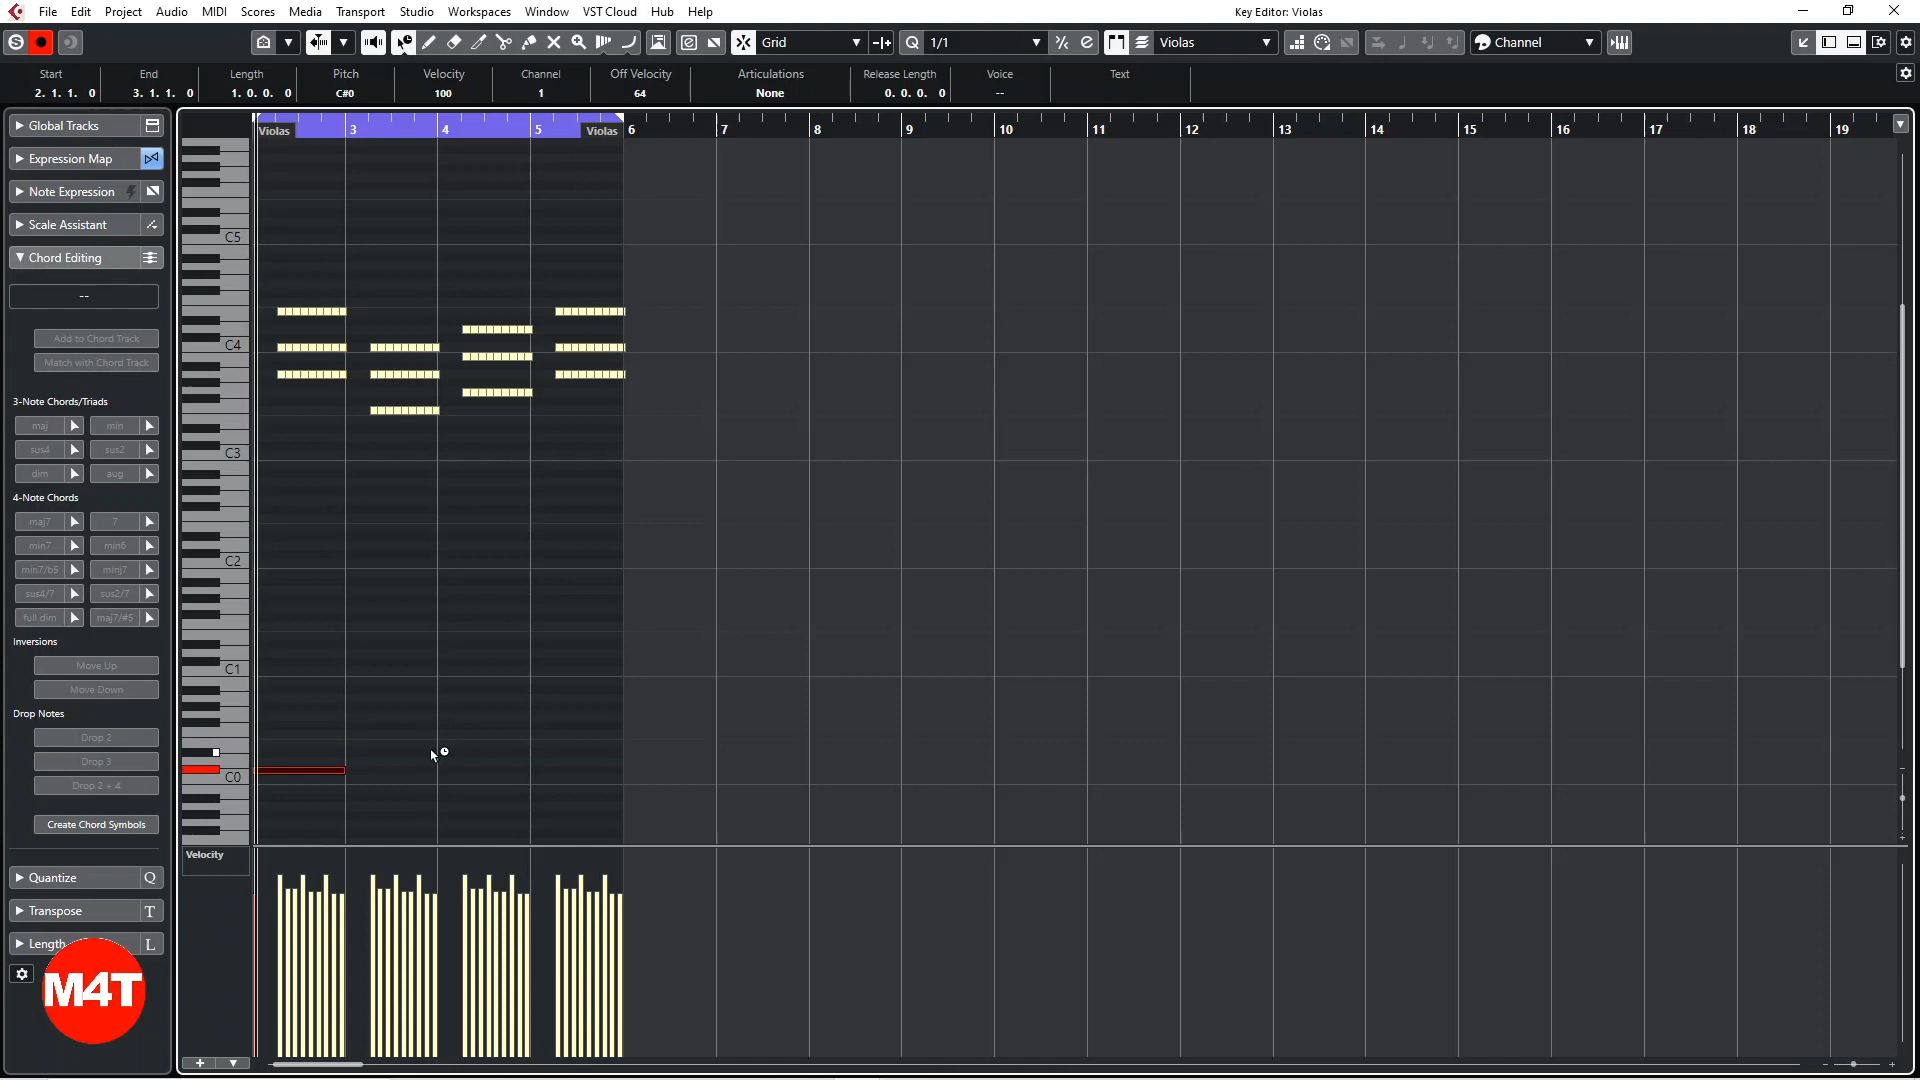 File Edit Project Audio MIDI Scores Media Transport Studio Workspaces Window VST Cloud Hub Help
Key Editor: Violas
Grid 1/1 Violas Channel
Start End Length Pitch Velocity Channel Off Velocity Articulations Release Length Voice Text
2. 1. 1. 0 3. 1. 1. 0 1. 0. 0. 0 C#0 100 1 64 None 0. 0. 0. 0 --
Global Tracks
Violas 3 4 5 Violas 6 7 8 9 10 11 12 13 14 15 16 17 18 19
Expression Map
Note Expression
Scale Assistant
C5
Chord Editing
--
Add to Chord Track
C4
Match with Chord Track
3-Note Chords/Triads
maj min
sus4 sus2
C3
dim aug
4-Note Chords
maj7 7
min7 min6
C2
min7/b5 minj7
sus4/7 sus2/7
full dim maj7/#5
Inversions
Move Up
C1
Move Down
Drop Notes
Drop 2
Drop 3
C0
Drop 2 + 4
Create Chord Symbols
Velocity
Quantize Q
Transpose T
Length L
M4T